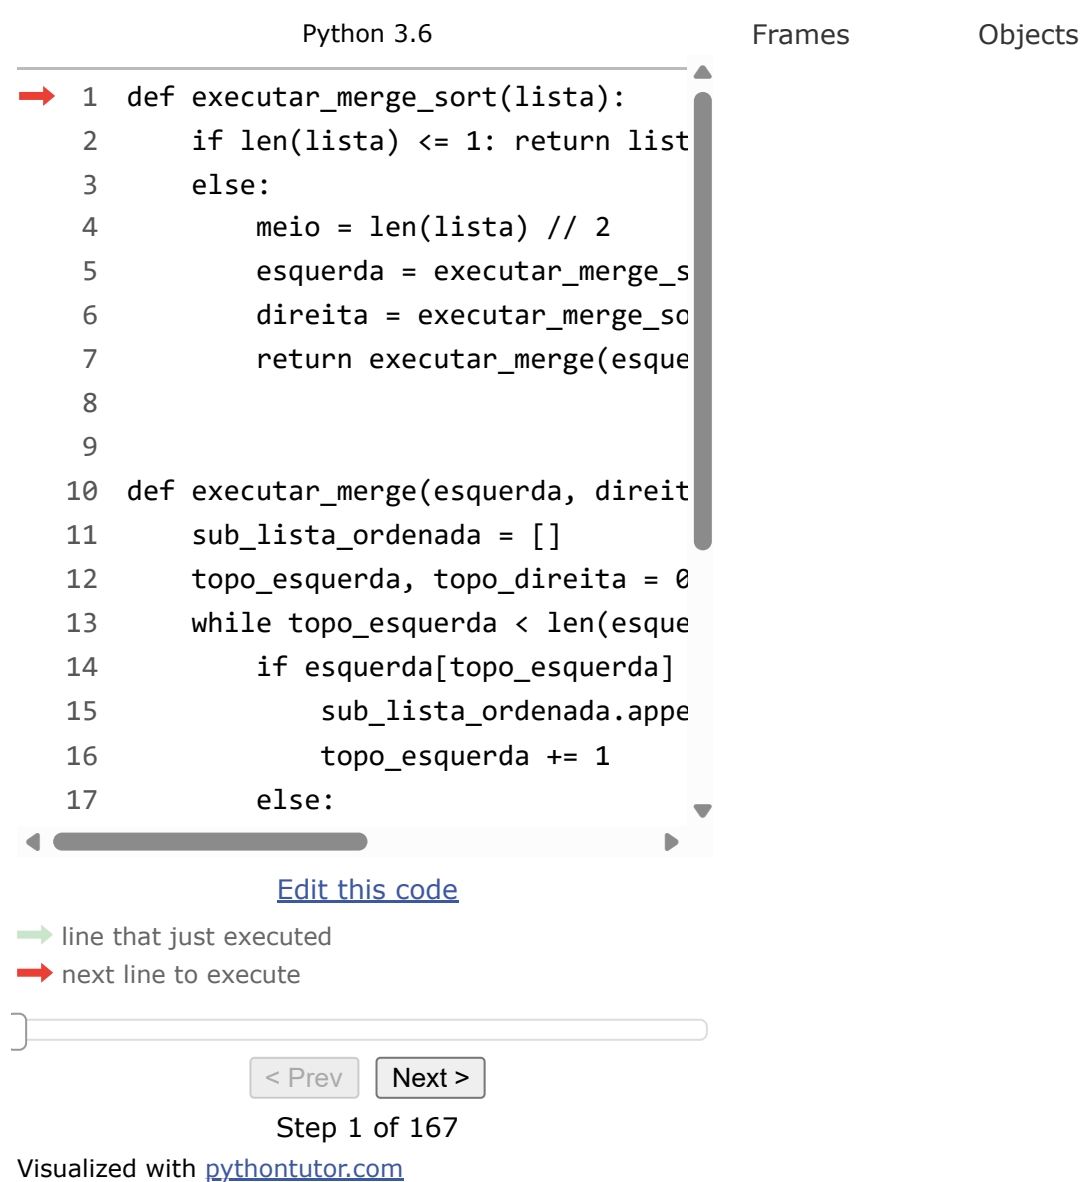 Python 3.6
Frames
Objects
1 def executar_merge_sort(lista):
2     if len(lista) <= 1: return list
3     else:
4         meio = len(lista) // 2
5         esquerda = executar_merge_s
6         direita = executar_merge_so
7         return executar_merge(esque
8
9
10 def executar_merge(esquerda, direit
11     sub_lista_ordenada = []
12     topo_esquerda, topo_direita = 0
13     while topo_esquerda < len(esque
14         if esquerda[topo_esquerda]
15             sub_lista_ordenada.appe
16             topo_esquerda += 1
17         else:
Edit this code
line that just executed
next line to execute
< Prev
Next >
Step 1 of 167
Visualized with pythontutor.com